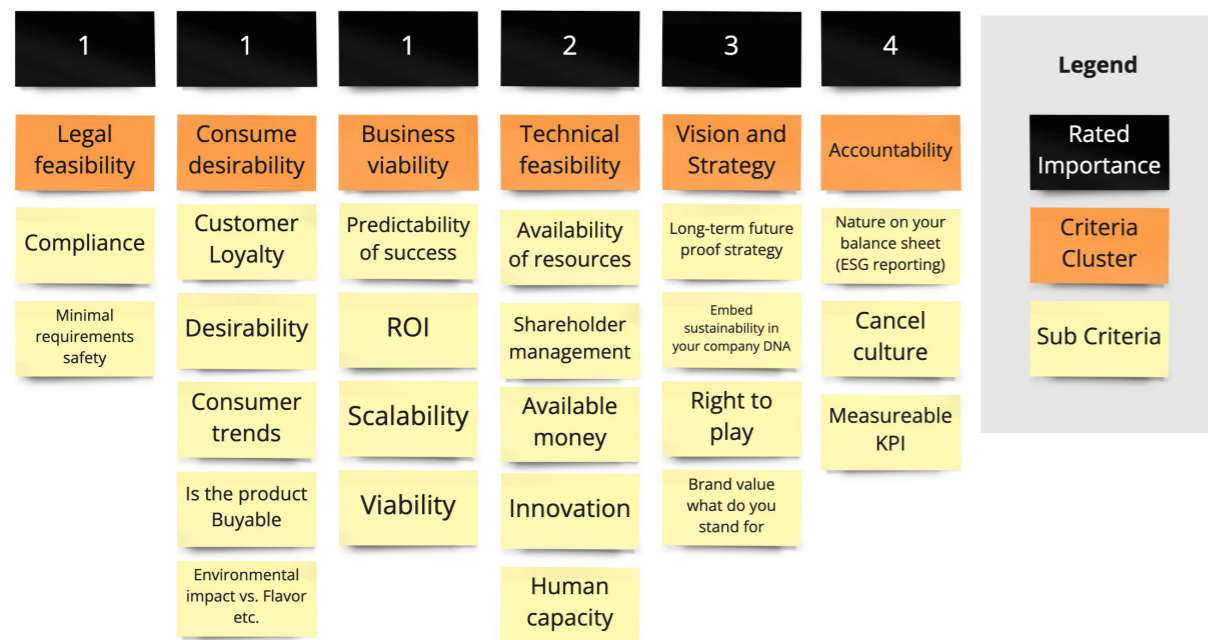 1
1
1
2
3
4
Legal
feasibility
Consume
desirability
Business
viability
Technical
feasibility
Vision and
Strategy
Accountability
Compliance
Minimal
requirements
safety
Customer
Loyalty
Desirability
Consumer
trends
Is the product
Buyable
Environmental
impact vs. Flavor
etc.
Predictability
of success
ROI
Scalability
Viability
Availability
of resources
Shareholder
management
Available
money
Innovation
Human
capacity
Long-term future
proof strategy
Embed
sustainability in
your company DNA
Right to
play
Brand value
what do you
stand for
Nature on your
balance sheet
(ESG reporting)
Cancel
culture
Measureable
KPI
Legend
Rated
Importance
Criteria
Cluster
Sub Criteria